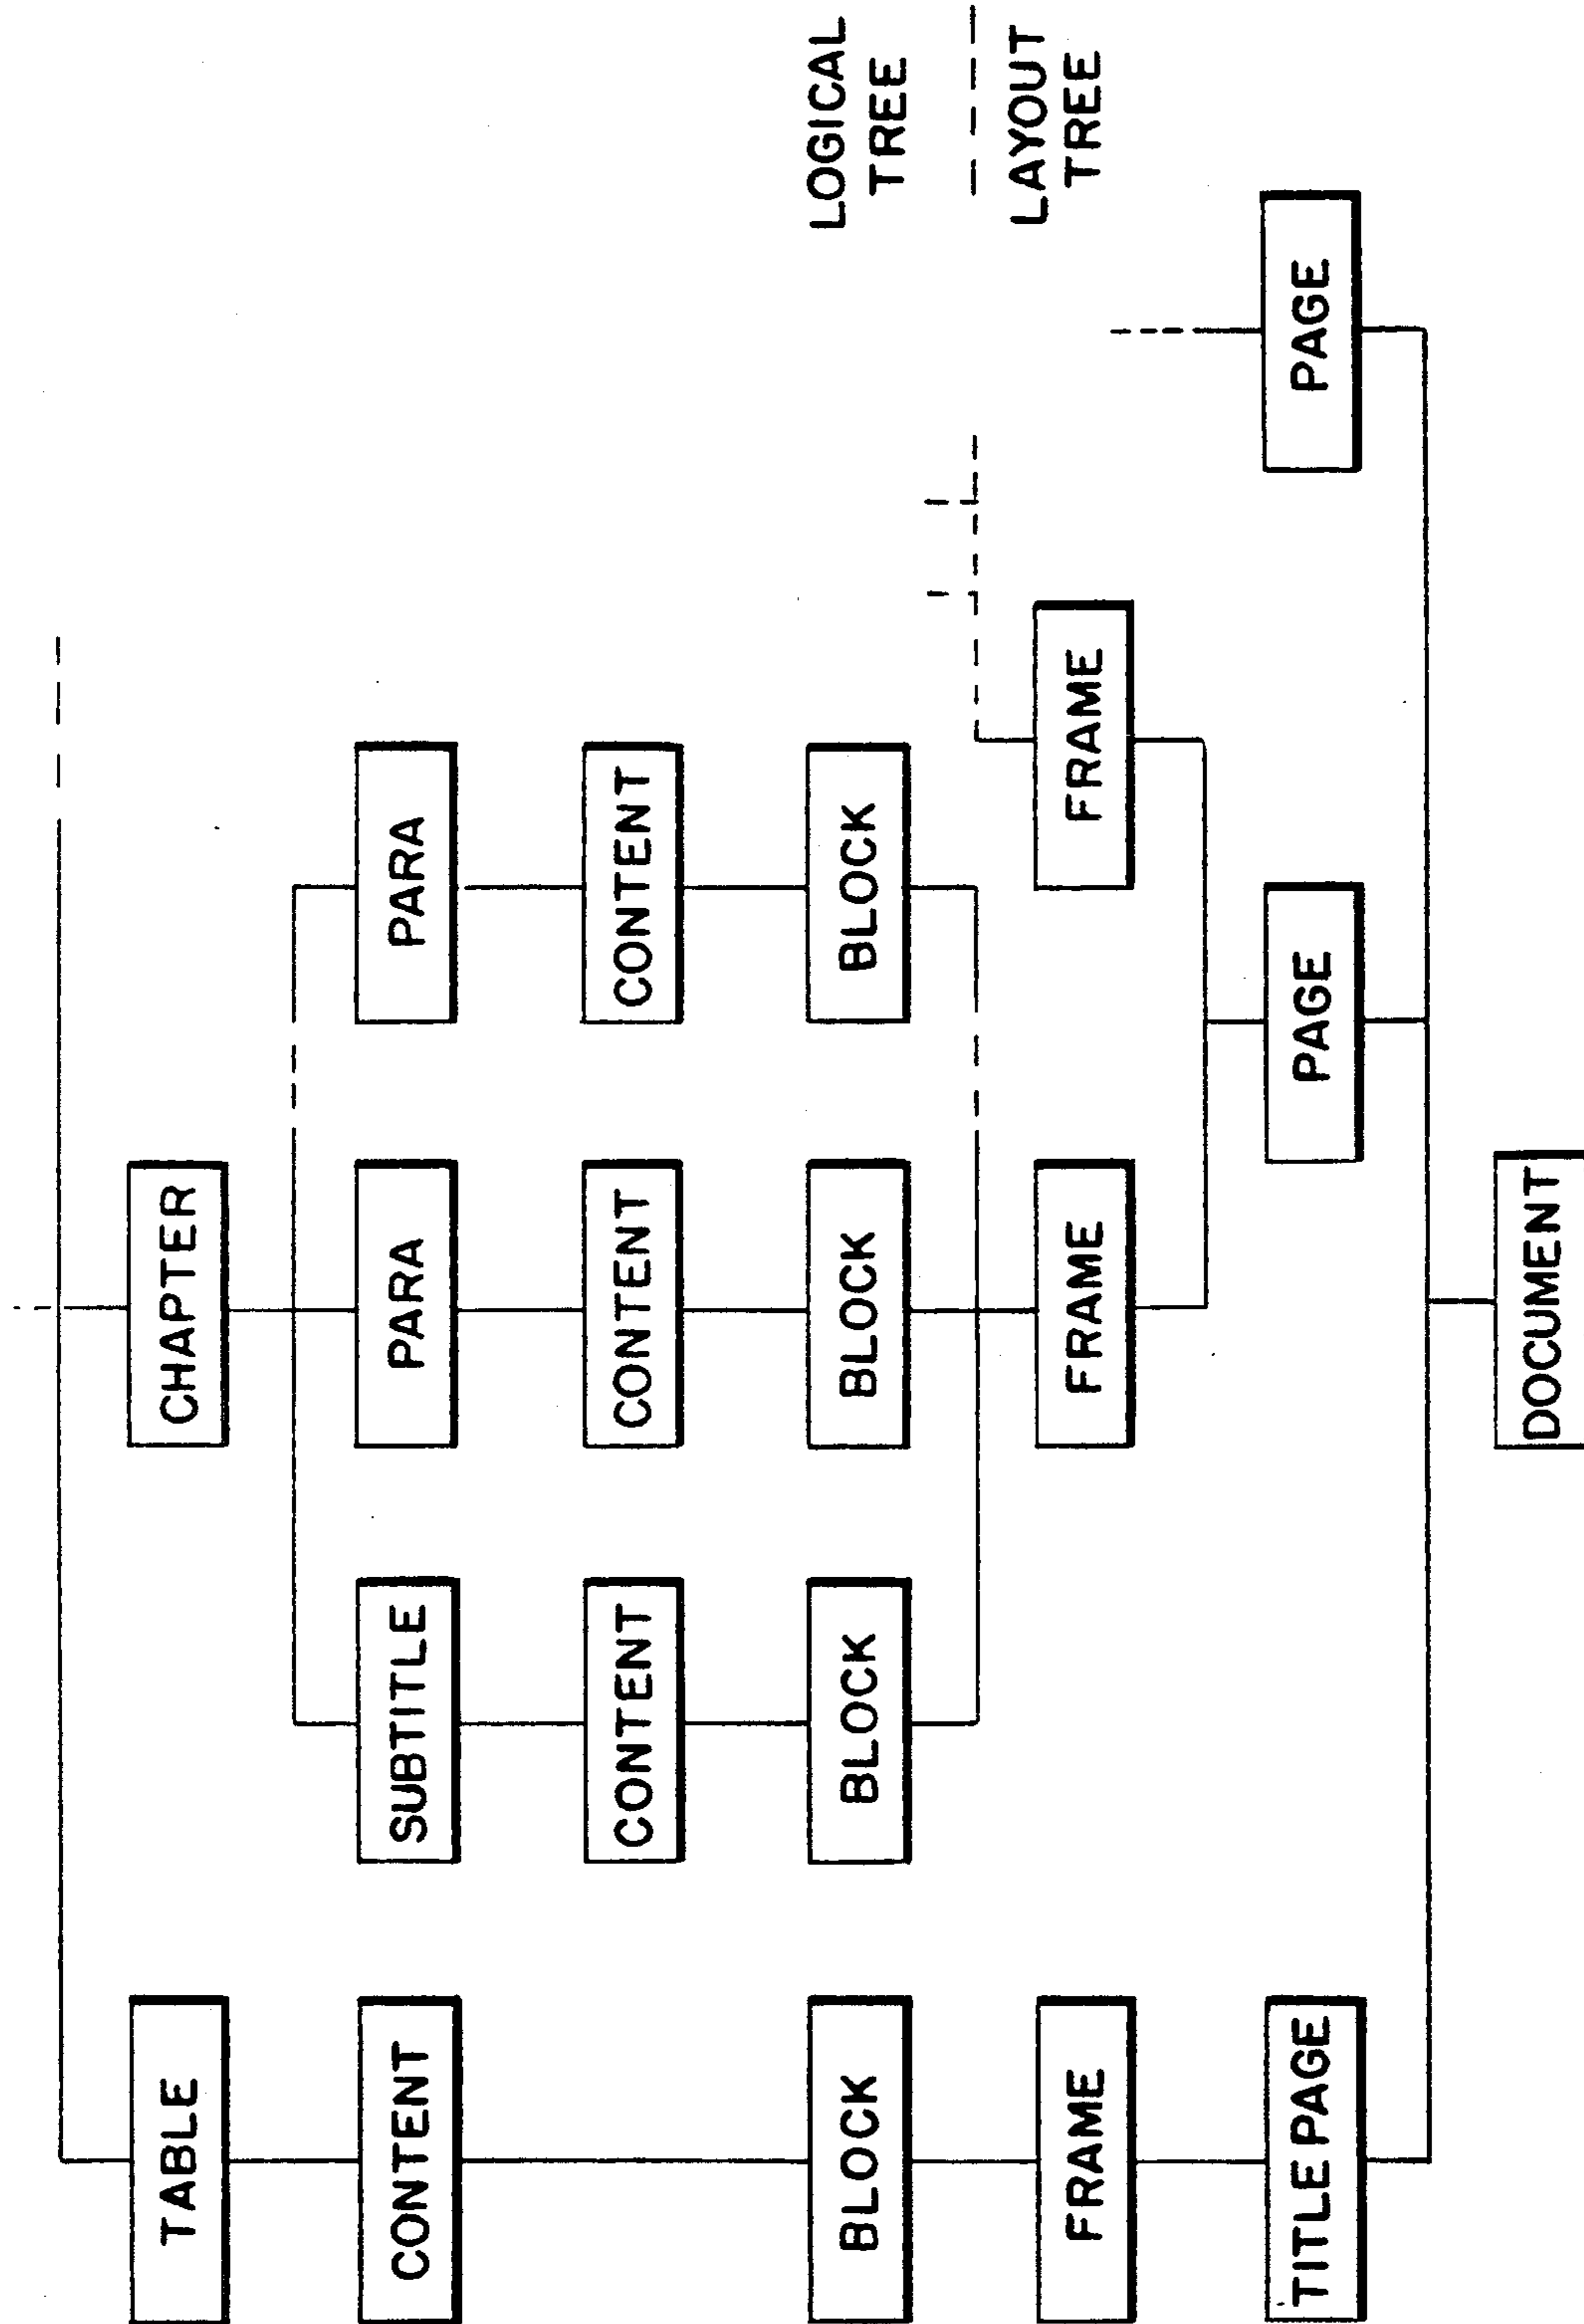 TABLE
CHAPTER
CONTENT
SUBTITLE
PARA
PARA
CONTENT
CONTENT
CONTENT
BLOCK
BLOCK
BLOCK
BLOCK
LOGICAL
TREE
LAYOUT
TREE
FRAME
FRAME
FRAME
TITLE PAGE
PAGE
PAGE
DOCUMENT